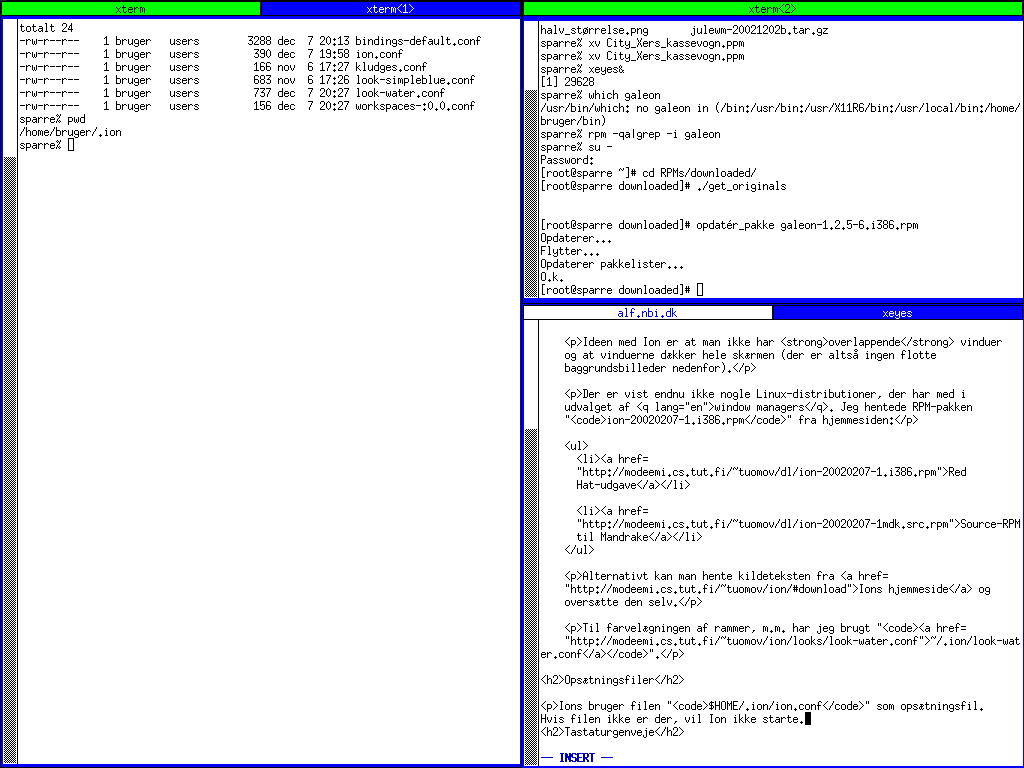 xterm
xterm<1>
totalt 24
-rw-r--r--    1 bruger   users        3288 dec  7 20:13 bindings-default.conf
-rw-r--r--    1 bruger   users         390 dec  7 19:58 ion.conf
-rw-r--r--    1 bruger   users         166 nov  6 17:27 kludges.conf
-rw-r--r--    1 bruger   users         683 nov  6 17:26 look-simpleblue.conf
-rw-r--r--    1 bruger   users         737 dec  7 20:27 look-water.conf
-rw-r--r--    1 bruger   users         156 dec  7 20:27 workspaces-:0.0.conf
sparre% pwd
/home/bruger/.ion
sparre%
xterm<2>
halv_størrelse.png       julewm-20021202b.tar.gz
sparre% xv City_Xers_kassevogn.ppm
sparre% xv City_Xers_kassevogn.ppm
sparre% xeyes&
[1] 29628
sparre% which galeon
/usr/bin/which: no galeon in (/bin:/usr/bin:/usr/X11R6/bin:/usr/local/bin:/home/
bruger/bin)
sparre% rpm -qa|grep -i galeon
sparre% su -
Password:
[root@sparre ~]# cd RPMs/downloaded/
[root@sparre downloaded]# ./get_originals
[root@sparre downloaded]# opdatér_pakke galeon-1.2.5-6.i386.rpm
Opdaterer...
Flytter...
Opdaterer pakkelister...
O.k.
[root@sparre downloaded]#
alf.nbi.dk
xeyes
<p>Ideen med Ion er at man ikke har <strong>overlappende</strong> vinduer
og at vinduerne dækker hele skærmen (der er altså ingen flotte
baggrundsbilleder nedenfor).</p>
<p>Der er vist endnu ikke nogle Linux-distributioner, der har med i
udvalget af <q lang="en">window managers</q>. Jeg hentede RPM-pakken
"<code>ion-20020207-1.i386.rpm</code>" fra hjemmesiden:</p>
<ul>
<li><a href=
"http://modeemi.cs.tut.fi/~tuomov/dl/ion-20020207-1.i386.rpm">Red
Hat-udgave</a></li>
<li><a href=
"http://modeemi.cs.tut.fi/~tuomov/dl/ion-20020207-1mdk.src.rpm">Source-RPM
til Mandrake</a></li>
</ul>
<p>Alternativt kan man hente kildeteksten fra <a href=
"http://modeemi.cs.tut.fi/~tuomov/ion/#download">Ions hjemmeside</a> og
oversætte den selv.</p>
<p>Til farvelægningen af rammer, m.m. har jeg brugt "<code><a href=
"http://modeemi.cs.tut.fi/~tuomov/ion/looks/look-water.conf">~/.ion/look-wat
er.conf</a></code>".</p>
<h2>Opsætningsfiler</h2>
<p>Ions bruger filen "<code>$HOME/.ion/ion.conf</code>" som opsætningsfil.
Hvis filen ikke er der, vil Ion ikke starte.
<h2>Tastaturgenveje</h2>
-- INSERT --